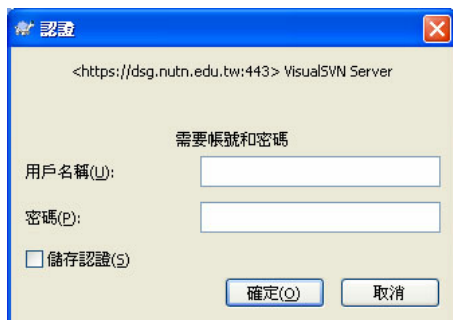 認證
<https://dsg.nutn.edu.tw:443> VisualSVN Server
需要帳號和密碼
用戶名稱(U):
密碼(P):
儲存認證(S)
確定(O) 取消